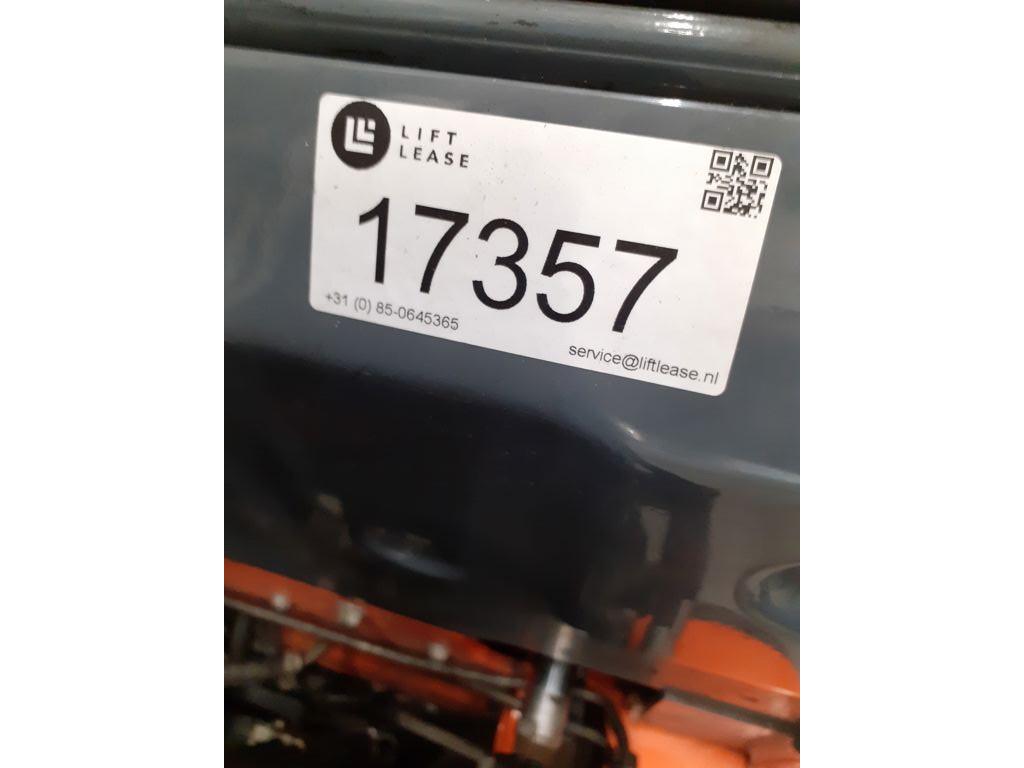 LIFT
LEASE
17357
+31 (0) 85-0645365
service@liftlease.nl